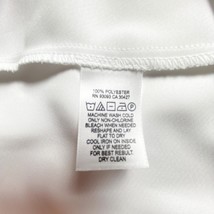 100% POLYESTER
RN 93093 CA 30427
MACHINE WASH COLD
ONLY NON-CHLORINE
BLEACH WHEN NEEDED
RESHAPE AND LAY
FLAT TO DRY
COOL IRON ON INSIDE
ONLY IF NEEDED
FOR BEST RESULT,
DRY CLEAN